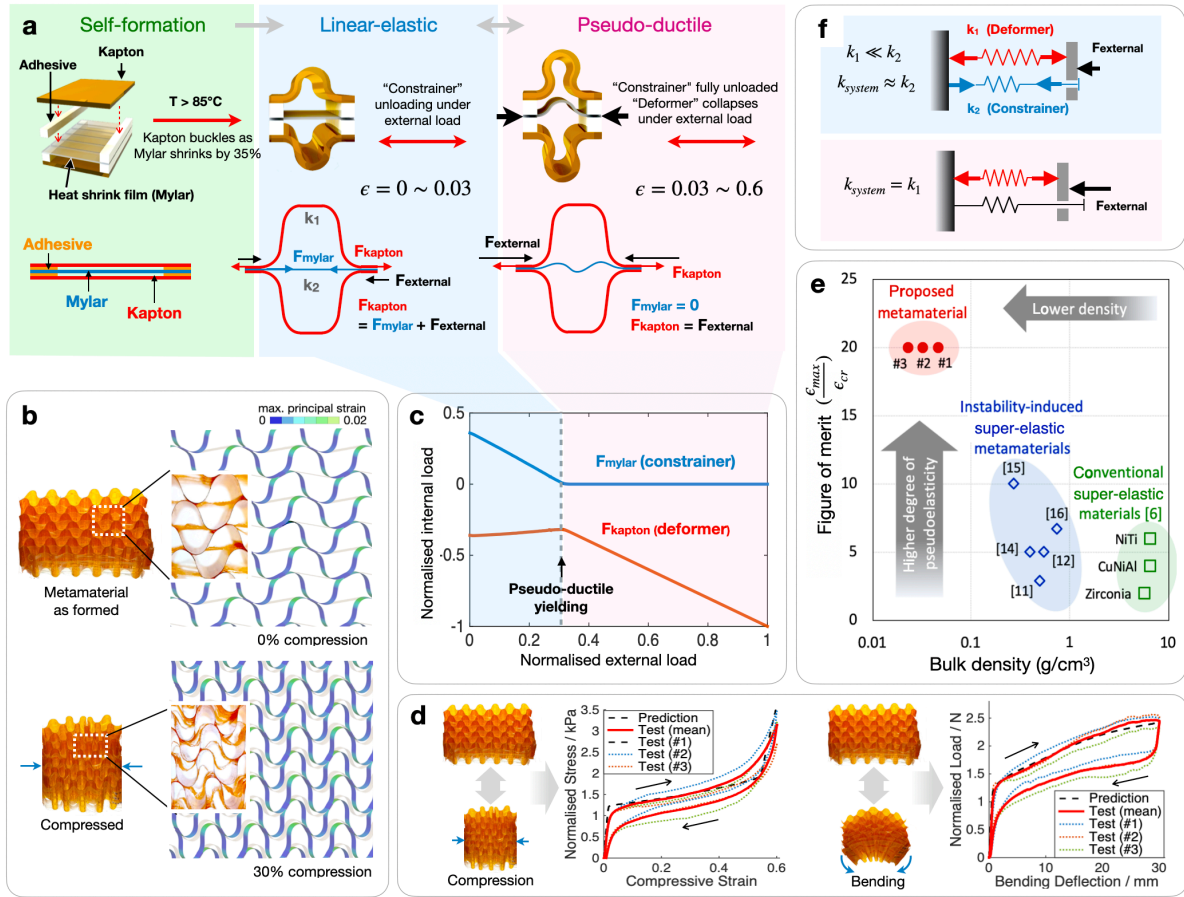 a
Self-formation
Linear-elastic
Pseudo-ductile
Kapton
Adhesive
T > 85°C
Kapton buckles as
Mylar shrinks by 35%
Heat shrink film (Mylar)
"Constrainer"
unloading under
external load
ϵ = 0 ~ 0.03
"Constrainer" fully unloaded
"Deformer" collapses
under external load
ϵ = 0.03 ~ 0.6
Adhesive
Mylar
Kapton
k1
Fmylar
k2
Fkapton
Fexternal
Fkapton
= Fmylar + Fexternal
Fexternal
Fkapton
Fmylar = 0
Fkapton = Fexternal
f
k1 ≪ k2
ksystem ≈ k2
k1 (Deformer)
Fexternal
k2 (Constrainer)
ksystem = k1
Fexternal
b
max. principal strain
0 0.02
Metamaterial
as formed
0% compression
Compressed
30% compression
c
Normalised internal load
0.5
0
-0.5
-1
Fmylar (constrainer)
Fkapton (deformer)
Pseudo-ductile
yielding
0 0.2 0.4 0.6 0.8 1
Normalised external load
e
Figure of merit (ϵmax/ϵcr)
25
20
15
10
5
0
Proposed
metamaterial
Lower density
#3 #2 #1
Instability-induced
super-elastic
metamaterials
Higher degree of
pseudoelasticity
[15]
[16]
[14]
[12]
[11]
Conventional
super-elastic
materials [6]
NiTi
CuNiAl
Zirconia
0.01 0.1 1 10
Bulk density (g/cm³)
d
Compression
Normalised Stress / kPa
3.5
3
2.5
2
1.5
1
0.5
0
Prediction
Test (mean)
Test (#1)
Test (#2)
Test (#3)
0 0.2 0.4 0.6
Compressive Strain
Bending
Normalised Load / N
2.5
2
1.5
1
0.5
0
Prediction
Test (mean)
Test (#1)
Test (#2)
Test (#3)
0 10 20 30
Bending Deflection / mm